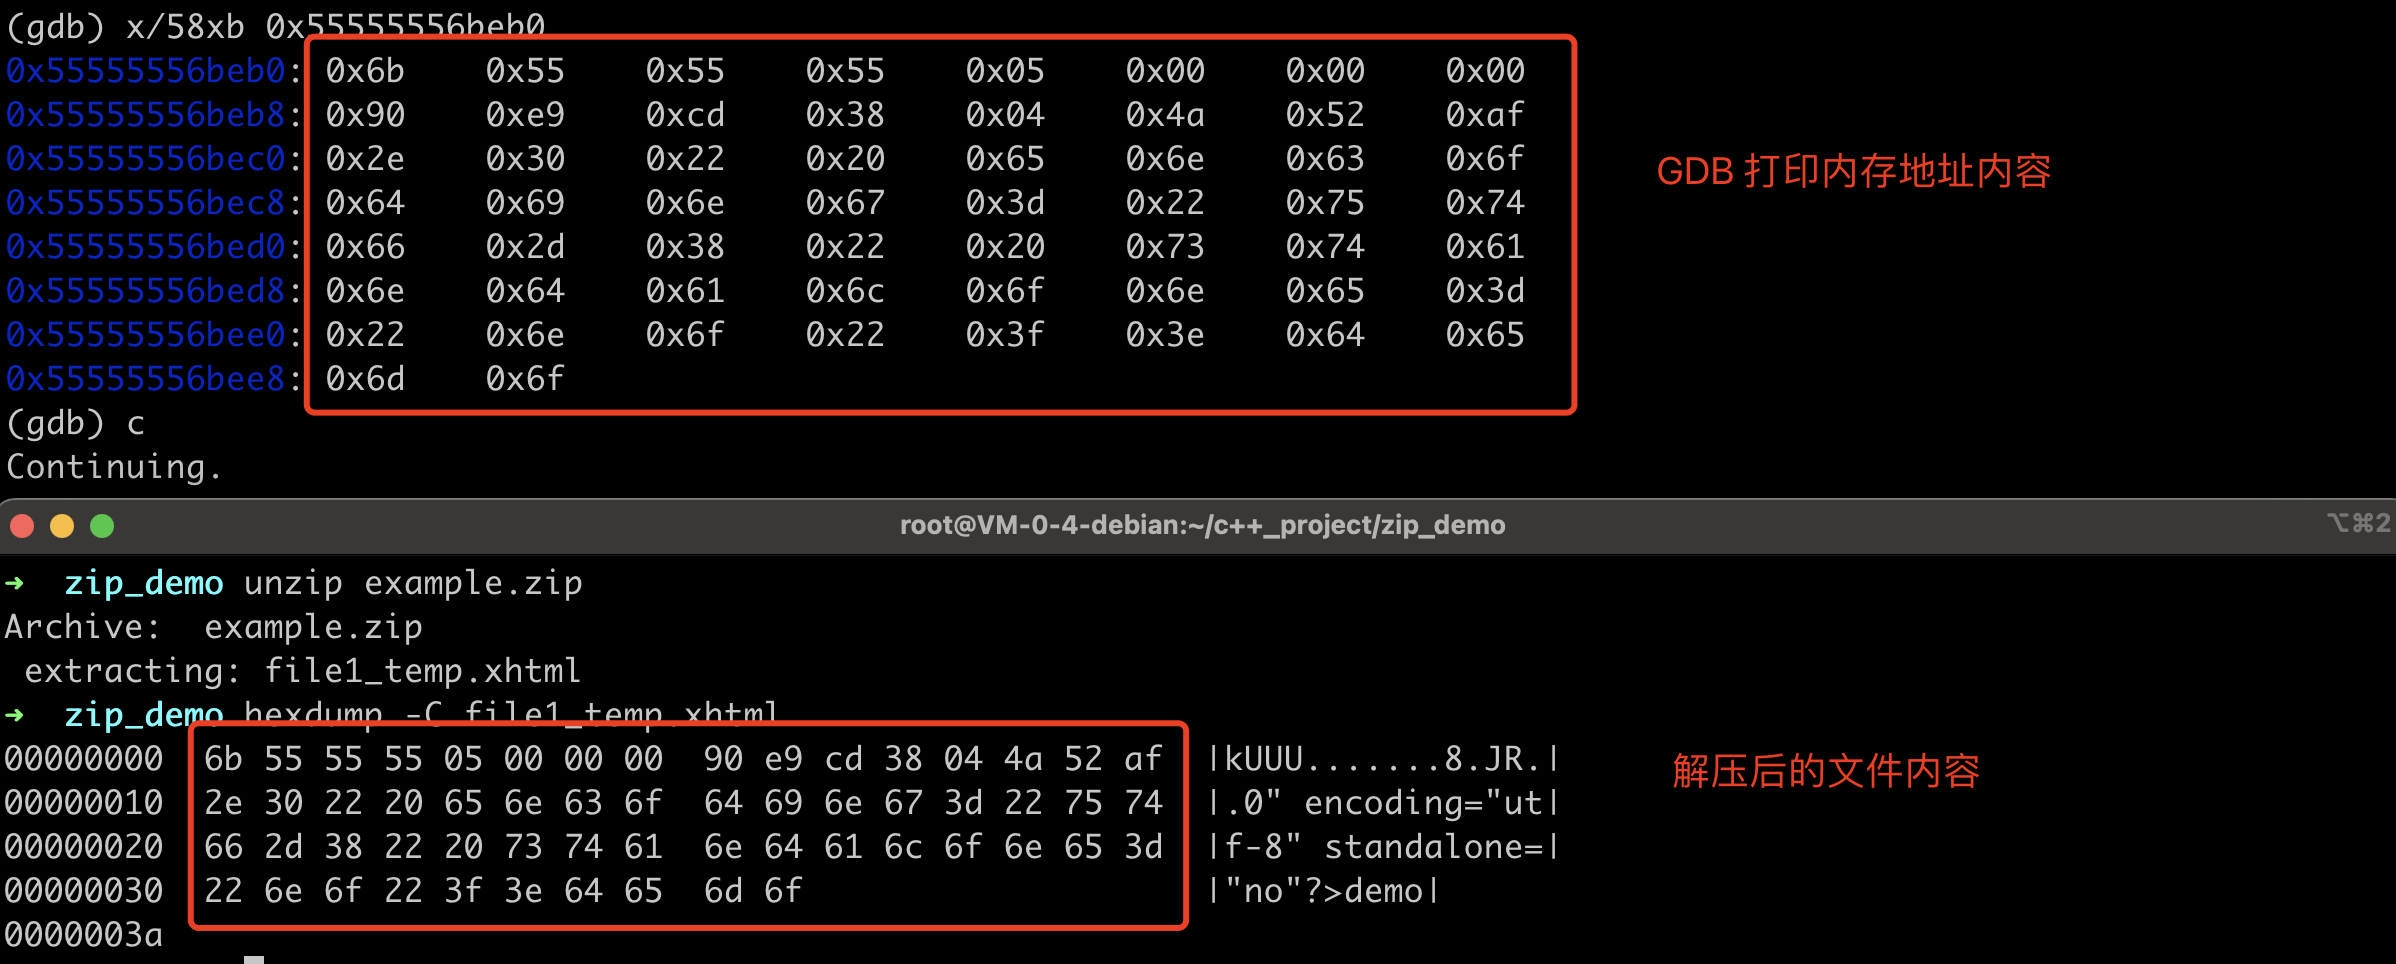 (gdb) x/58xb 0x55555556beb0
0x55555556beb0: 0x6b 0x55 0x55 0x55 0x05 0x00 0x00 0x00
0x55555556beb8: 0x90 0xe9 0xcd 0x38 0x04 0x4a 0x52 0xaf
0x55555556bec0: 0x2e 0x30 0x22 0x20 0x65 0x6e 0x63 0x6f
GDB 打印内存地址内容
0x55555556bec8: 0x64 0x69 0x6e 0x67 0x3d 0x22 0x75 0x74
0x55555556bed0: 0x66 0x2d 0x38 0x22 0x20 0x73 0x74 0x61
0x55555556bed8: 0x6e 0x64 0x61 0x6c 0x6f 0x6e 0x65 0x3d
0x55555556bee0: 0x22 0x6e 0x6f 0x22 0x3f 0x3e 0x64 0x65
0x55555556bee8: 0x6d 0x6f
(gdb) c
Continuing.
root@VM-0-4-debian:~/c++_project/zip_demo
⌥⌘2
➜ zip_demo unzip example.zip
Archive: example.zip
extracting: file1_temp.xhtml
➜ zip_demo hexdump -C file1_temp.xhtml
00000000 6b 55 55 55 05 00 00 00 90 e9 cd 38 04 4a 52 af |kUUU.......8.JR.|
解压后的文件内容
00000010 2e 30 22 20 65 6e 63 6f 64 69 6e 67 3d 22 75 74 |.0" encoding="ut|
00000020 66 2d 38 22 20 73 74 61 6e 64 61 6c 6f 6e 65 3d |f-8" standalone=|
00000030 22 6e 6f 22 3f 3e 64 65 6d 6f |"no"?>demo|
0000003a